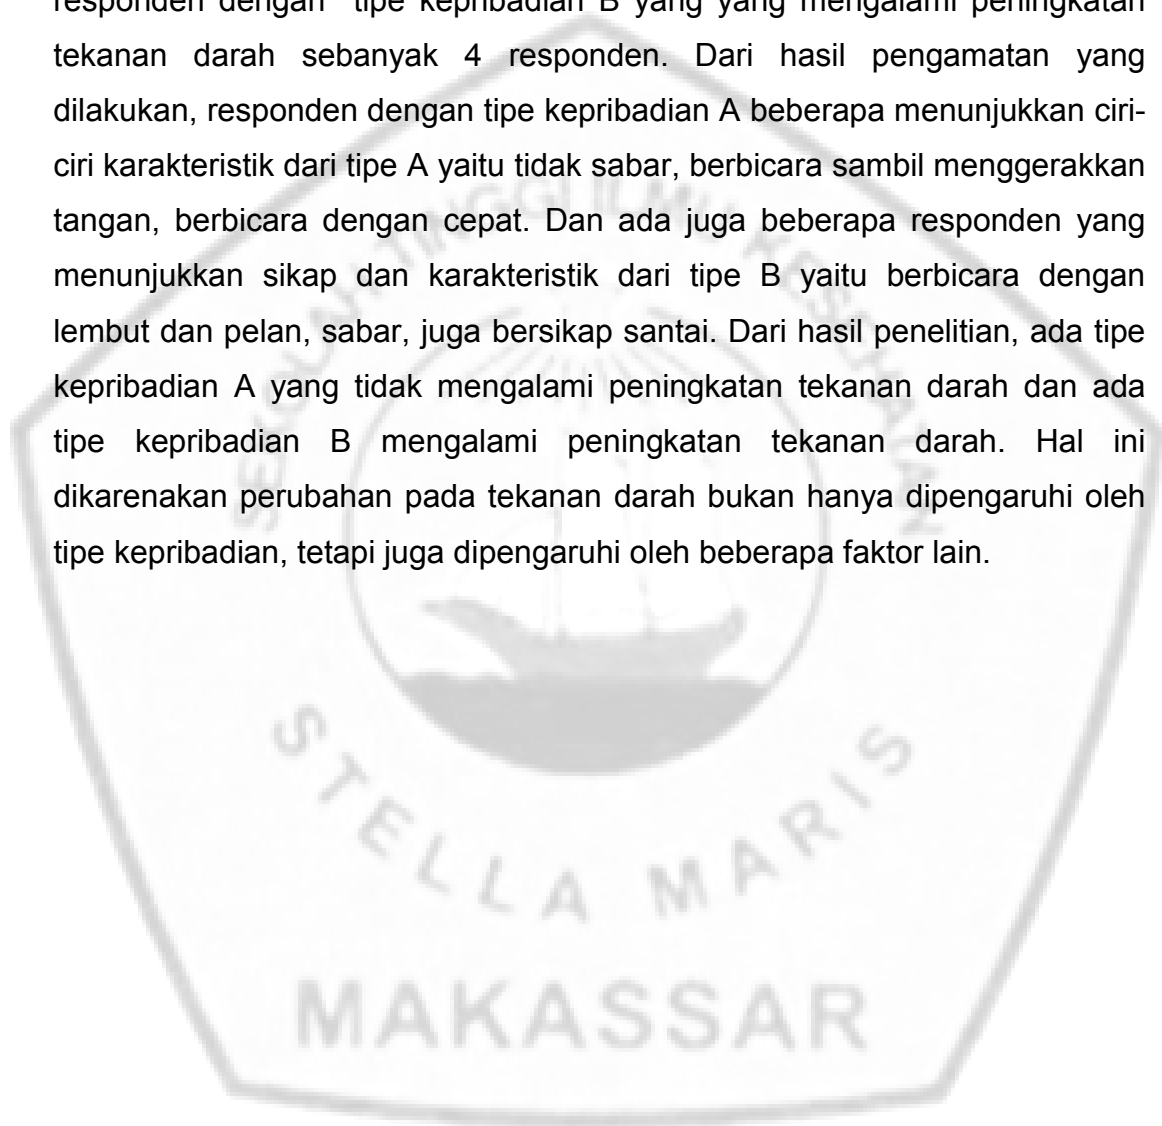 responden dengan tipe kepribadian B yang yang mengalami peningkatan
tekanan darah sebanyak 4 responden. Dari hasil pengamatan yang
dilakukan, responden dengan tipe kepribadian A beberapa menunjukkan ciri-
ciri karakteristik dari tipe A yaitu tidak sabar, berbicara sambil menggerakkan
tangan, berbicara dengan cepat. Dan ada juga beberapa responden yang
menunjukkan sikap dan karakteristik dari tipe B yaitu berbicara dengan
lembut dan pelan, sabar, juga bersikap santai. Dari hasil penelitian, ada tipe
kepribadian A yang tidak mengalami peningkatan tekanan darah dan ada
tipe kepribadian B mengalami peningkatan tekanan darah. Hal ini
dikarenakan perubahan pada tekanan darah bukan hanya dipengaruhi oleh
tipe kepribadian, tetapi juga dipengaruhi oleh beberapa faktor lain.
SEKOLAH TINGGI ILMU KESEHATAN
STELLA MARIS
MAKASSAR